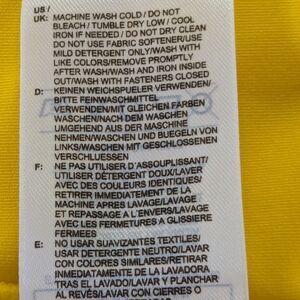 US /
UK: MACHINE WASH COLD / DO NOT
BLEACH / TUMBLE DRY LOW / COOL
IRON IF NEEDED / DO NOT DRY CLEAN
DO NOT USE FABRIC SOFTENER/USE
MILD DETERGENT ONLY/WASH WITH
LIKE COLORS/REMOVE PROMPTLY
AFTER WASH/WASH AND IRON INSIDE
OUT/WASH WITH FASTENERS CLOSED
D: KEINEN WEICHSPUELER VERWENDEN/
BITTE FEINWASCHMITTEL
VERWENDEN/MIT GLEICHEN FARBEN
WASCHEN/NACH DEM WASCHEN
UMGEHEND AUS DER MASCHINE
NEHMEN/WASCHEN UND BUEGELN VON
LINKS/WASCHEN MIT GESCHLOSSENEN
VERSCHLUESSEN
F: NE PAS UTILISER D'ASSOUPLISSANT/
UTILISER DÉTERGENT DOUX/LAVER
AVEC DES COULEURS IDENTIQUES/
RETIRER IMMEDIATEMENT DE LA
MACHINE APRES LAVAGE/LAVAGE
ET REPASSAGE A L'ENVERS/LAVAGE
AVEC LES FERMETURES A GLISSIERE
FERMEES
E: NO USAR SUAVIZANTES TEXTILES/
USAR DETERGENTE NEUTRO/LAVAR
CON COLORES SIMILARES/RETIRAR
INMEDIATAMENTE DE LA LAVADORA
TRAS EL LAVADO/LAVAR Y PLANCHAR
AL REVÉS/LAVAR CON CIERRES O